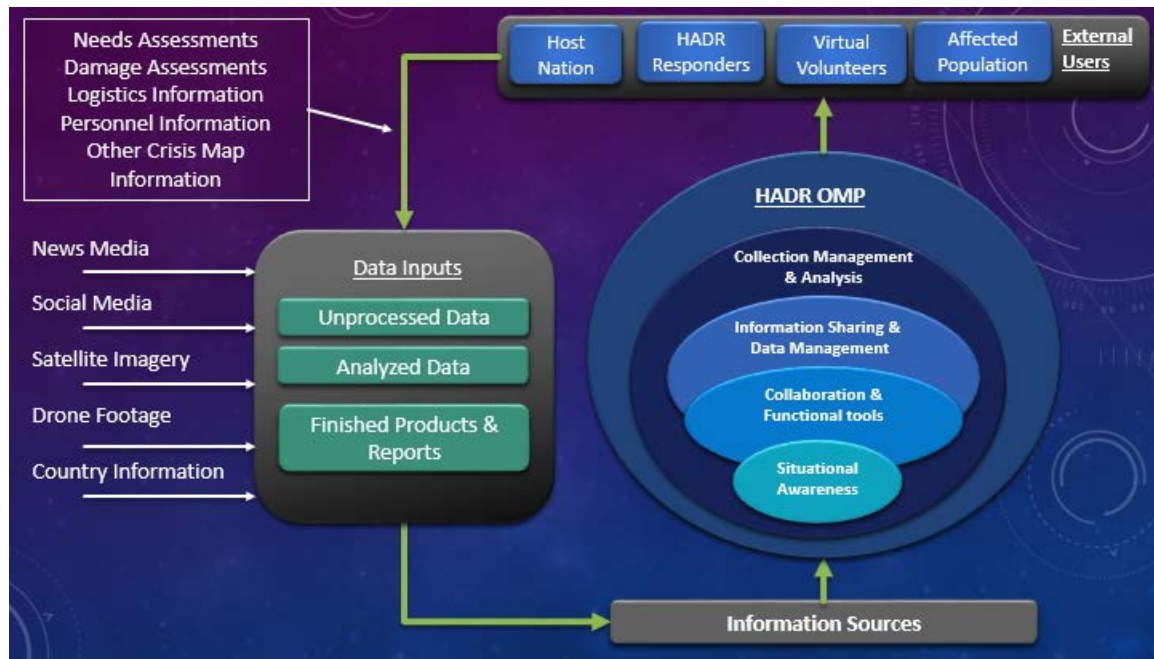 Needs Assessments
Damage Assessments
Logistics Information
Personnel Information
Other Crisis Map
Information
Host
Nation
HADR
Responders
Virtual
Volunteers
Affected
Population
External
Users
News Media
Social Media
Satellite Imagery
Drone Footage
Country Information
Data Inputs
Unprocessed Data
Analyzed Data
Finished Products &
Reports
HADR OMP
Collection Management
& Analysis
Information Sharing &
Data Management
Collaboration &
Functional tools
Situational
Awareness
Information Sources